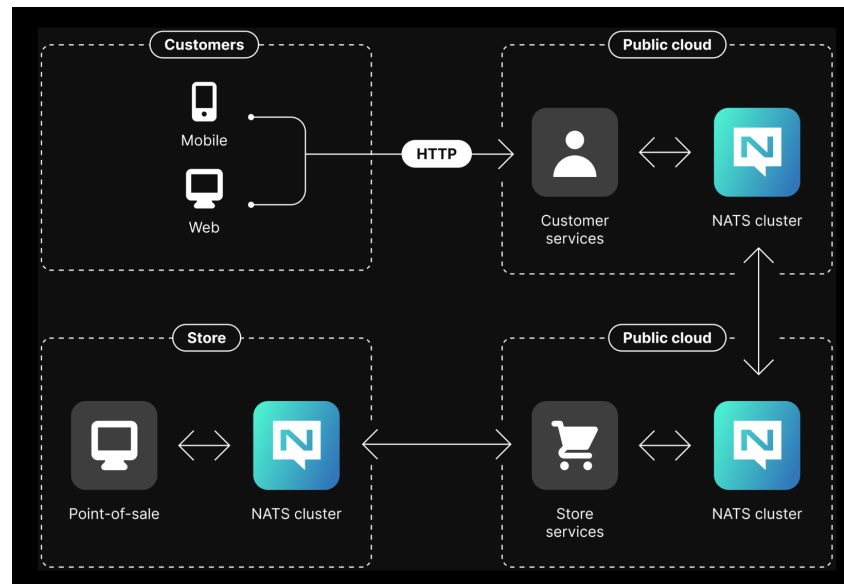 Customers
Public cloud
Mobile
HTTP
Web
Customer
services
NATS cluster
Store
Public cloud
Point-of-sale
NATS cluster
Store
services
NATS cluster